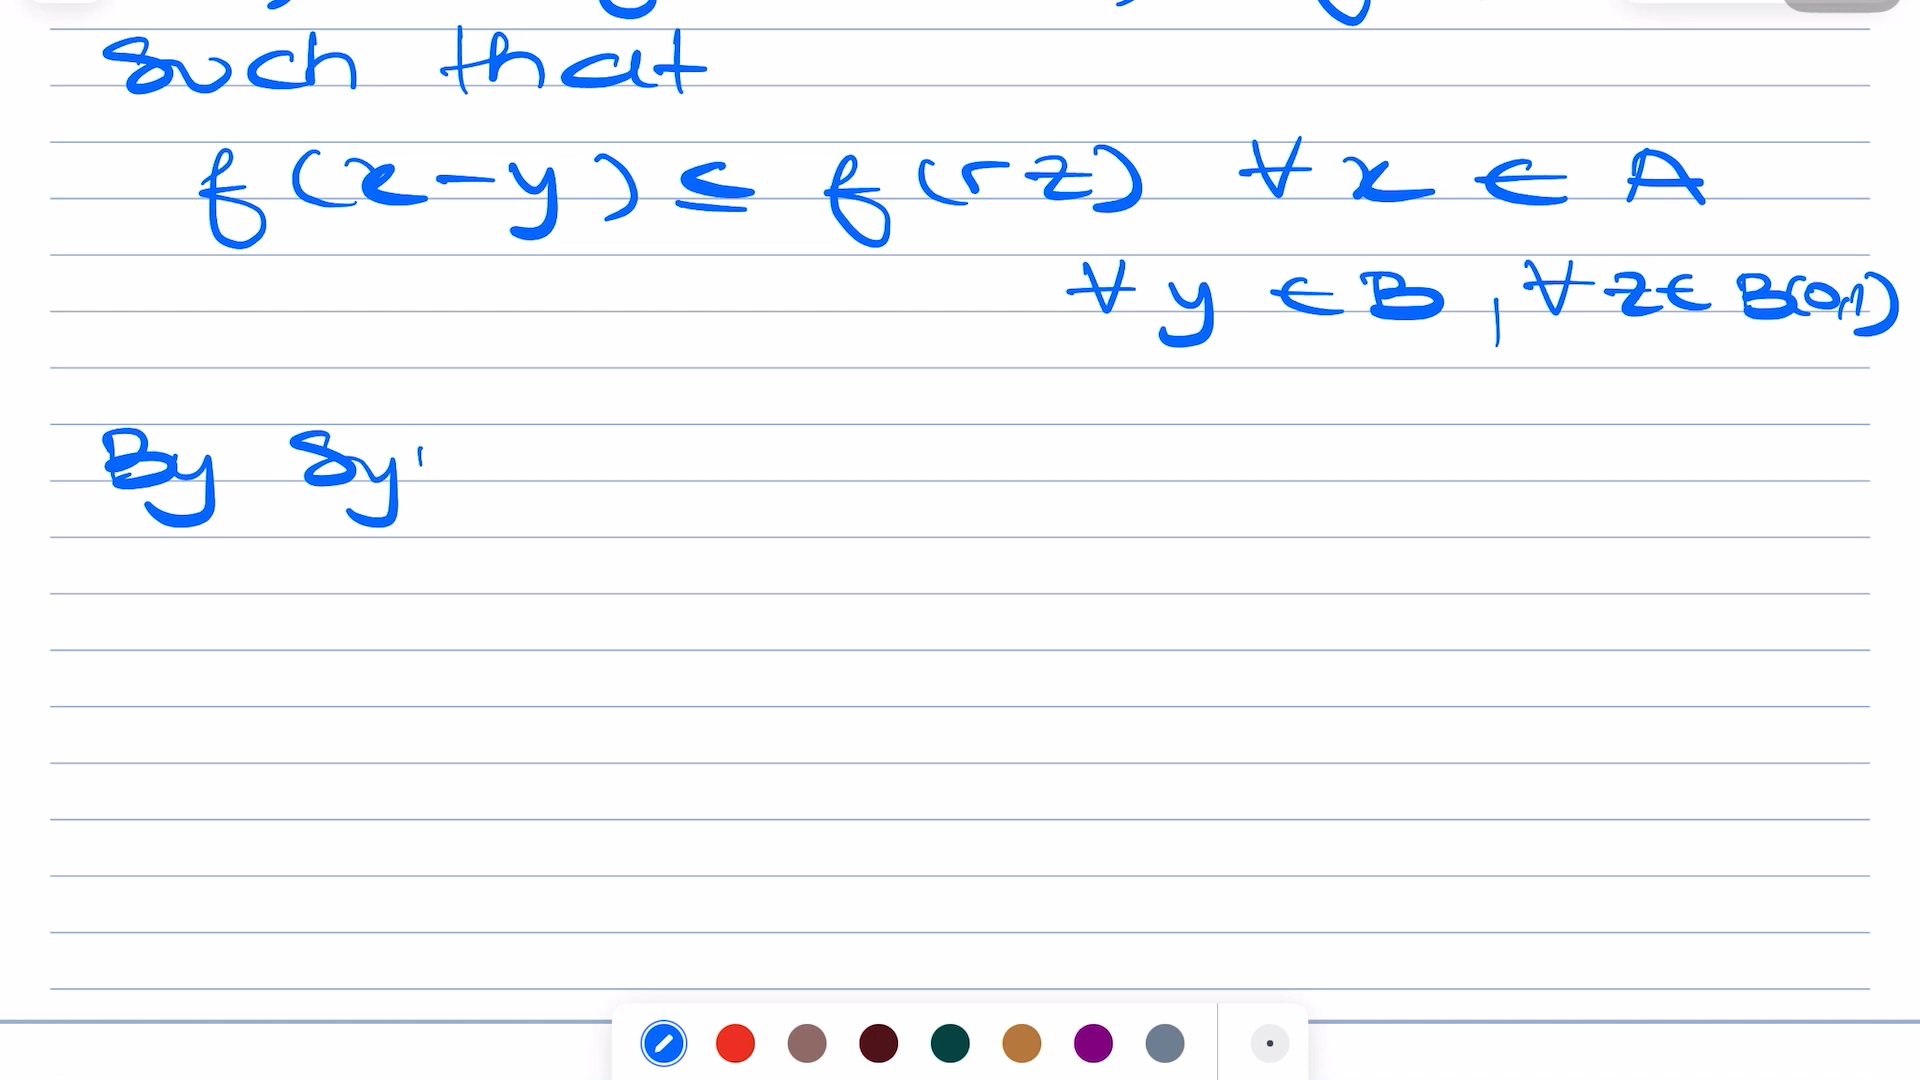 such that
f(x-y) ≤ f(rz) ∀ x ∈ A
∀ y ∈ B, ∀ z ∈ B(0,1)
By Sy